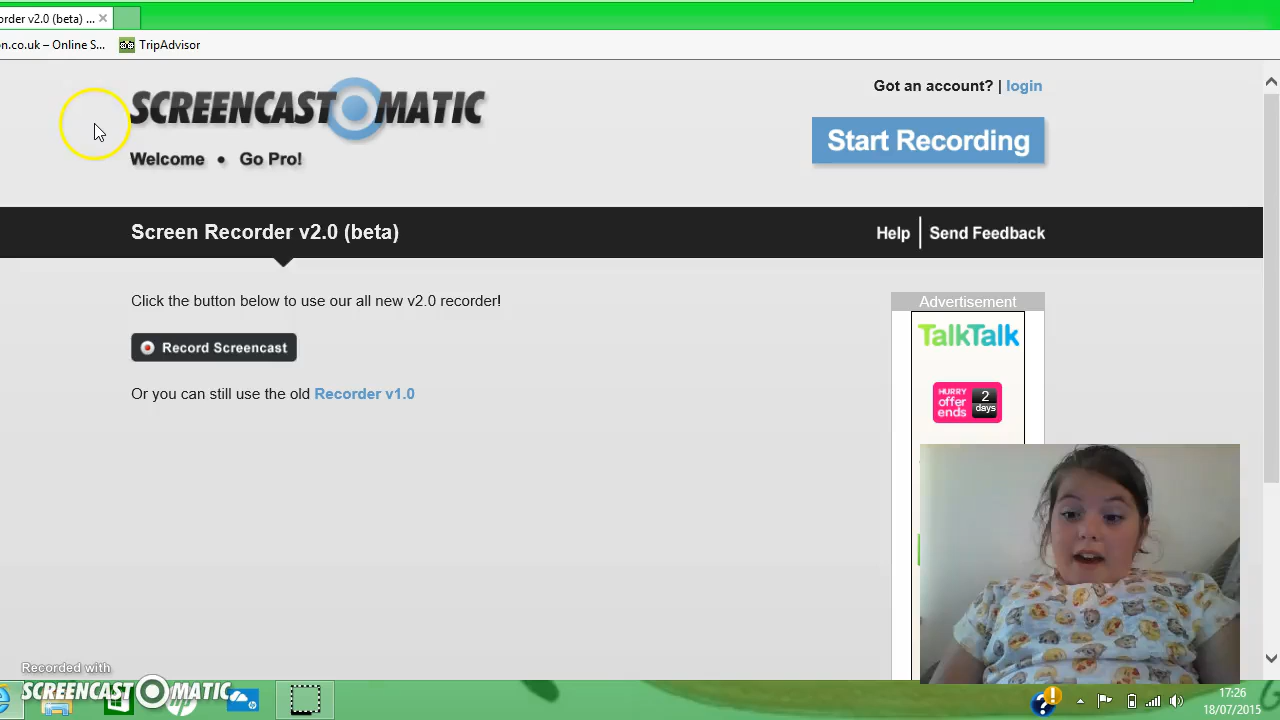 order v2.0 (beta) ...
n.co.uk – Online S...
TripAdvisor
SCREENCAST MATIC
Got an account? | login
Start Recording
Welcome • Go Pro!
Screen Recorder v2.0 (beta)
Help | Send Feedback
Click the button below to use our all new v2.0 recorder!
Advertisement
TalkTalk
Record Screencast
HURRY
offer
ends
2
days
Or you can still use the old Recorder v1.0
Recorded with
SCREENCAST MATIC
17:26
18/07/2015